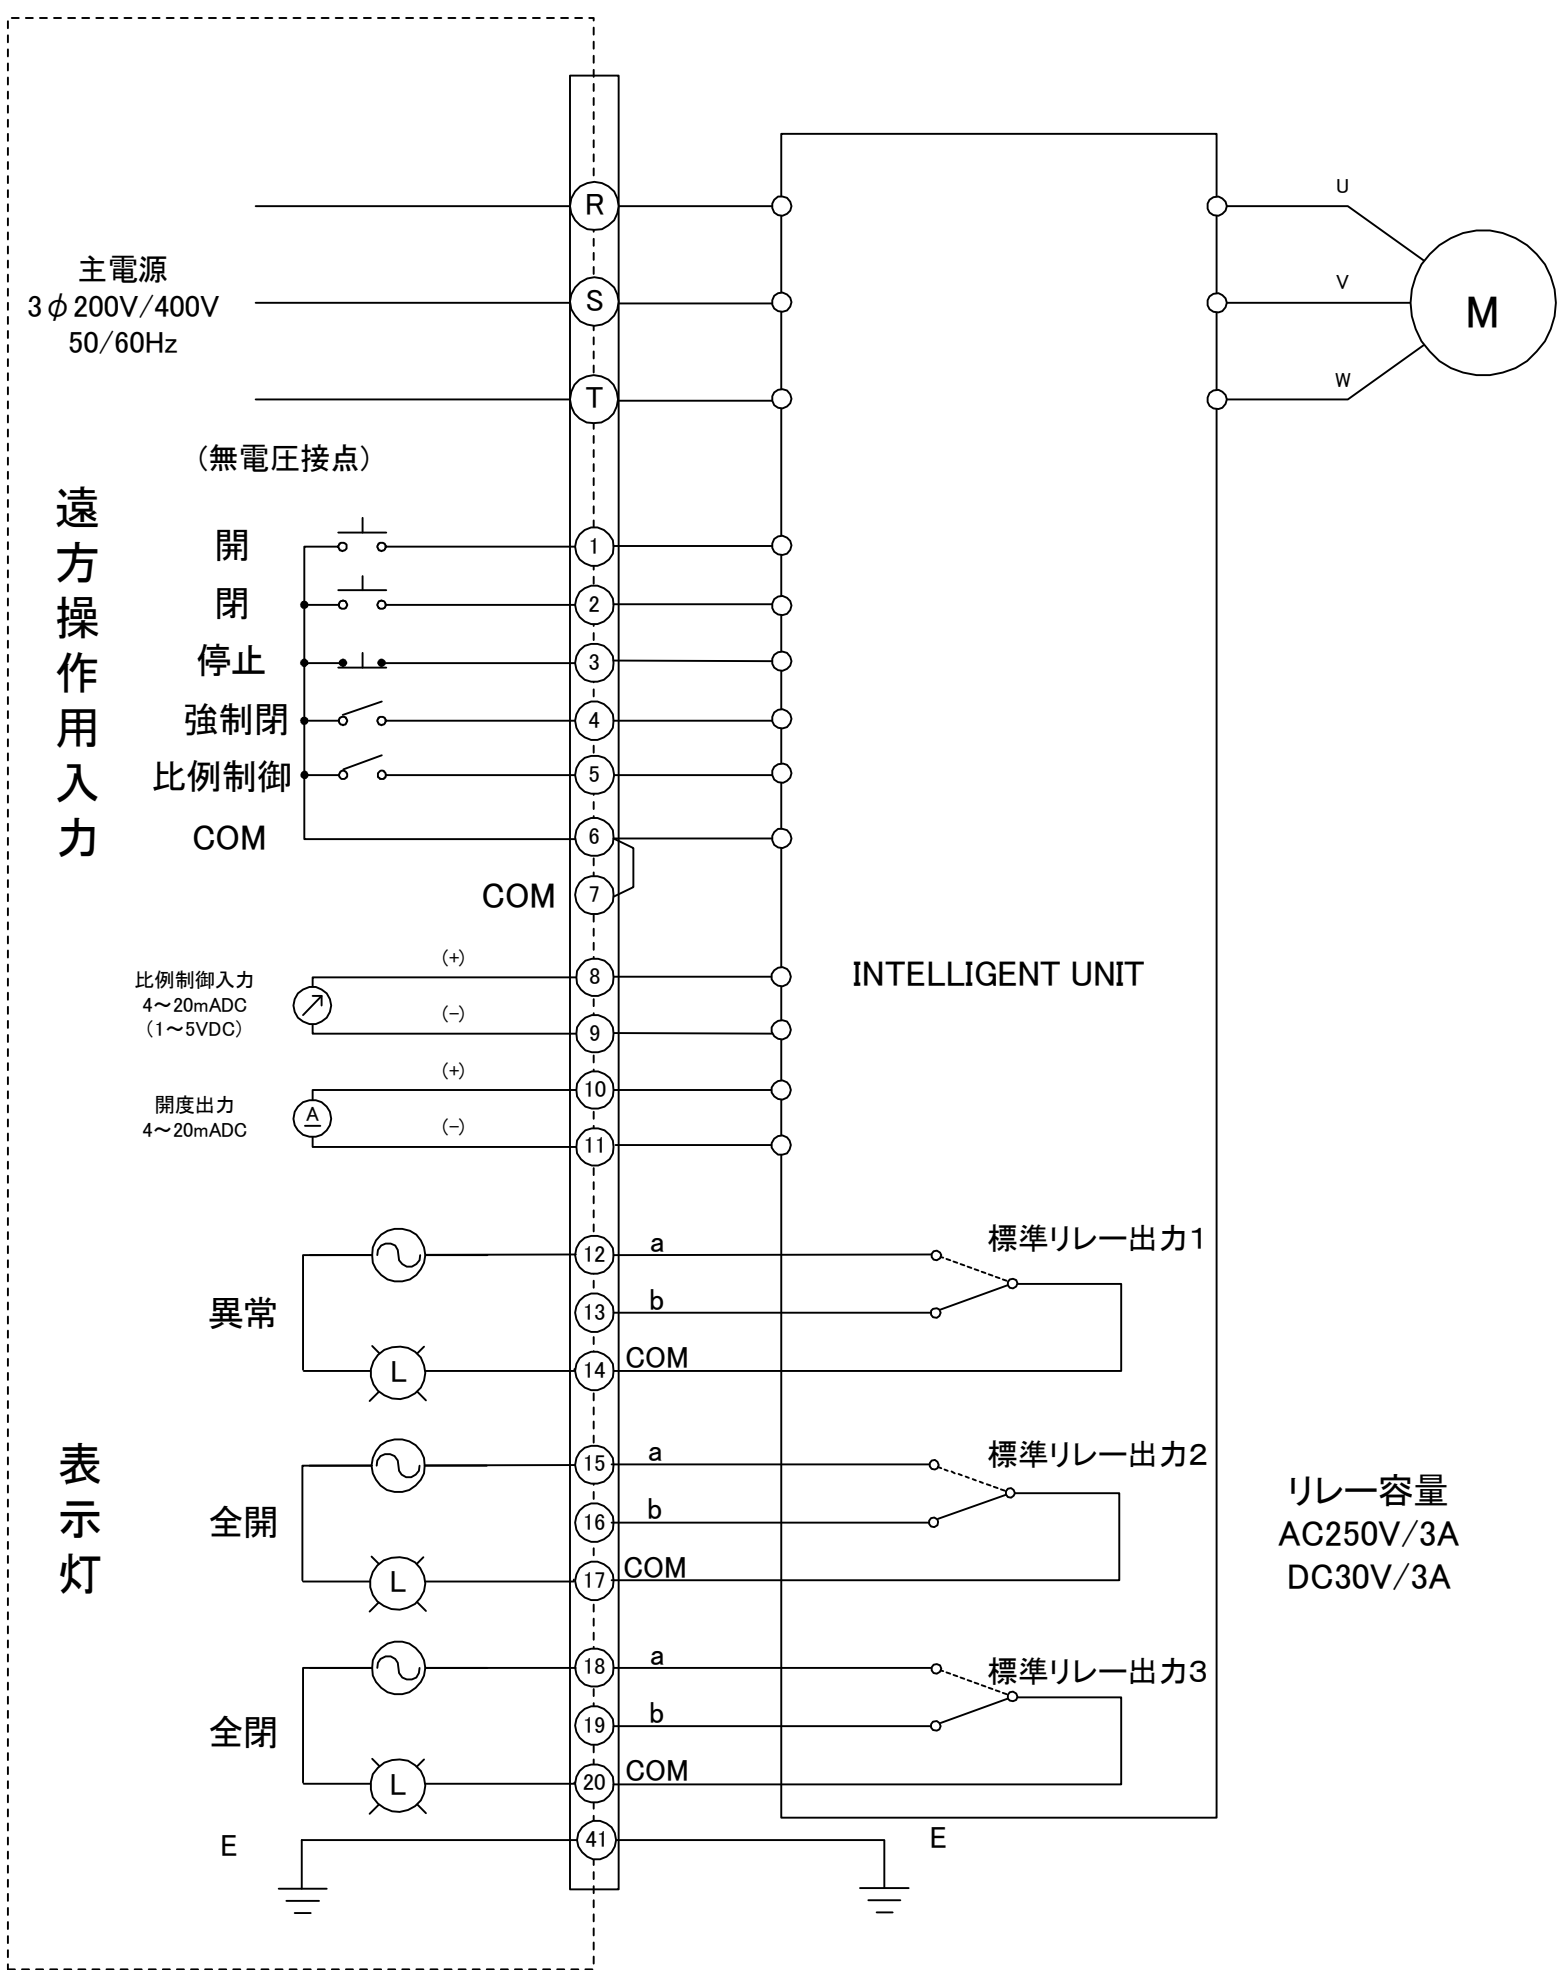 R
U
主電源
3φ200V/400V
50/60Hz
S
V
M
T
W
(無電圧接点)
遠方操作用入力
開
1
閉
2
停止
3
強制閉
4
比例制御
5
COM
6
COM
7
INTELLIGENT UNIT
比例制御入力
4～20mADC
(1～5VDC)
(+)
8
(-)
9
開度出力
4～20mADC
(+)
10
A
(-)
11
表示灯
異常
12
a
標準リレー出力1
13
b
L
14
COM
全開
15
a
標準リレー出力2
16
b
L
17
COM
リレー容量
AC250V/3A
DC30V/3A
全閉
18
a
標準リレー出力3
19
b
L
20
COM
E
41
E